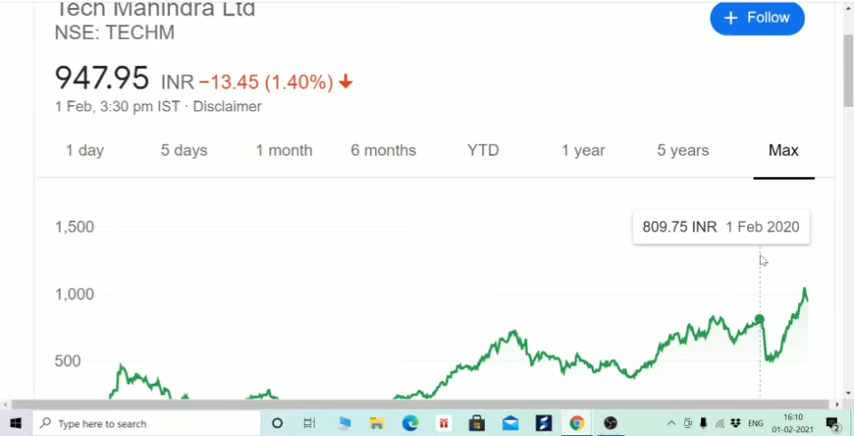 Tech Mahindra Ltd
+ Follow
NSE: TECHM
947.95 INR −13.45 (1.40%)
1 Feb, 3:30 pm IST · Disclaimer
1 day 5 days 1 month 6 months YTD 1 year 5 years Max
1,500
809.75 INR 1 Feb 2020
1,000
500
Type here to search
ENG
16:10
01-02-2021
2